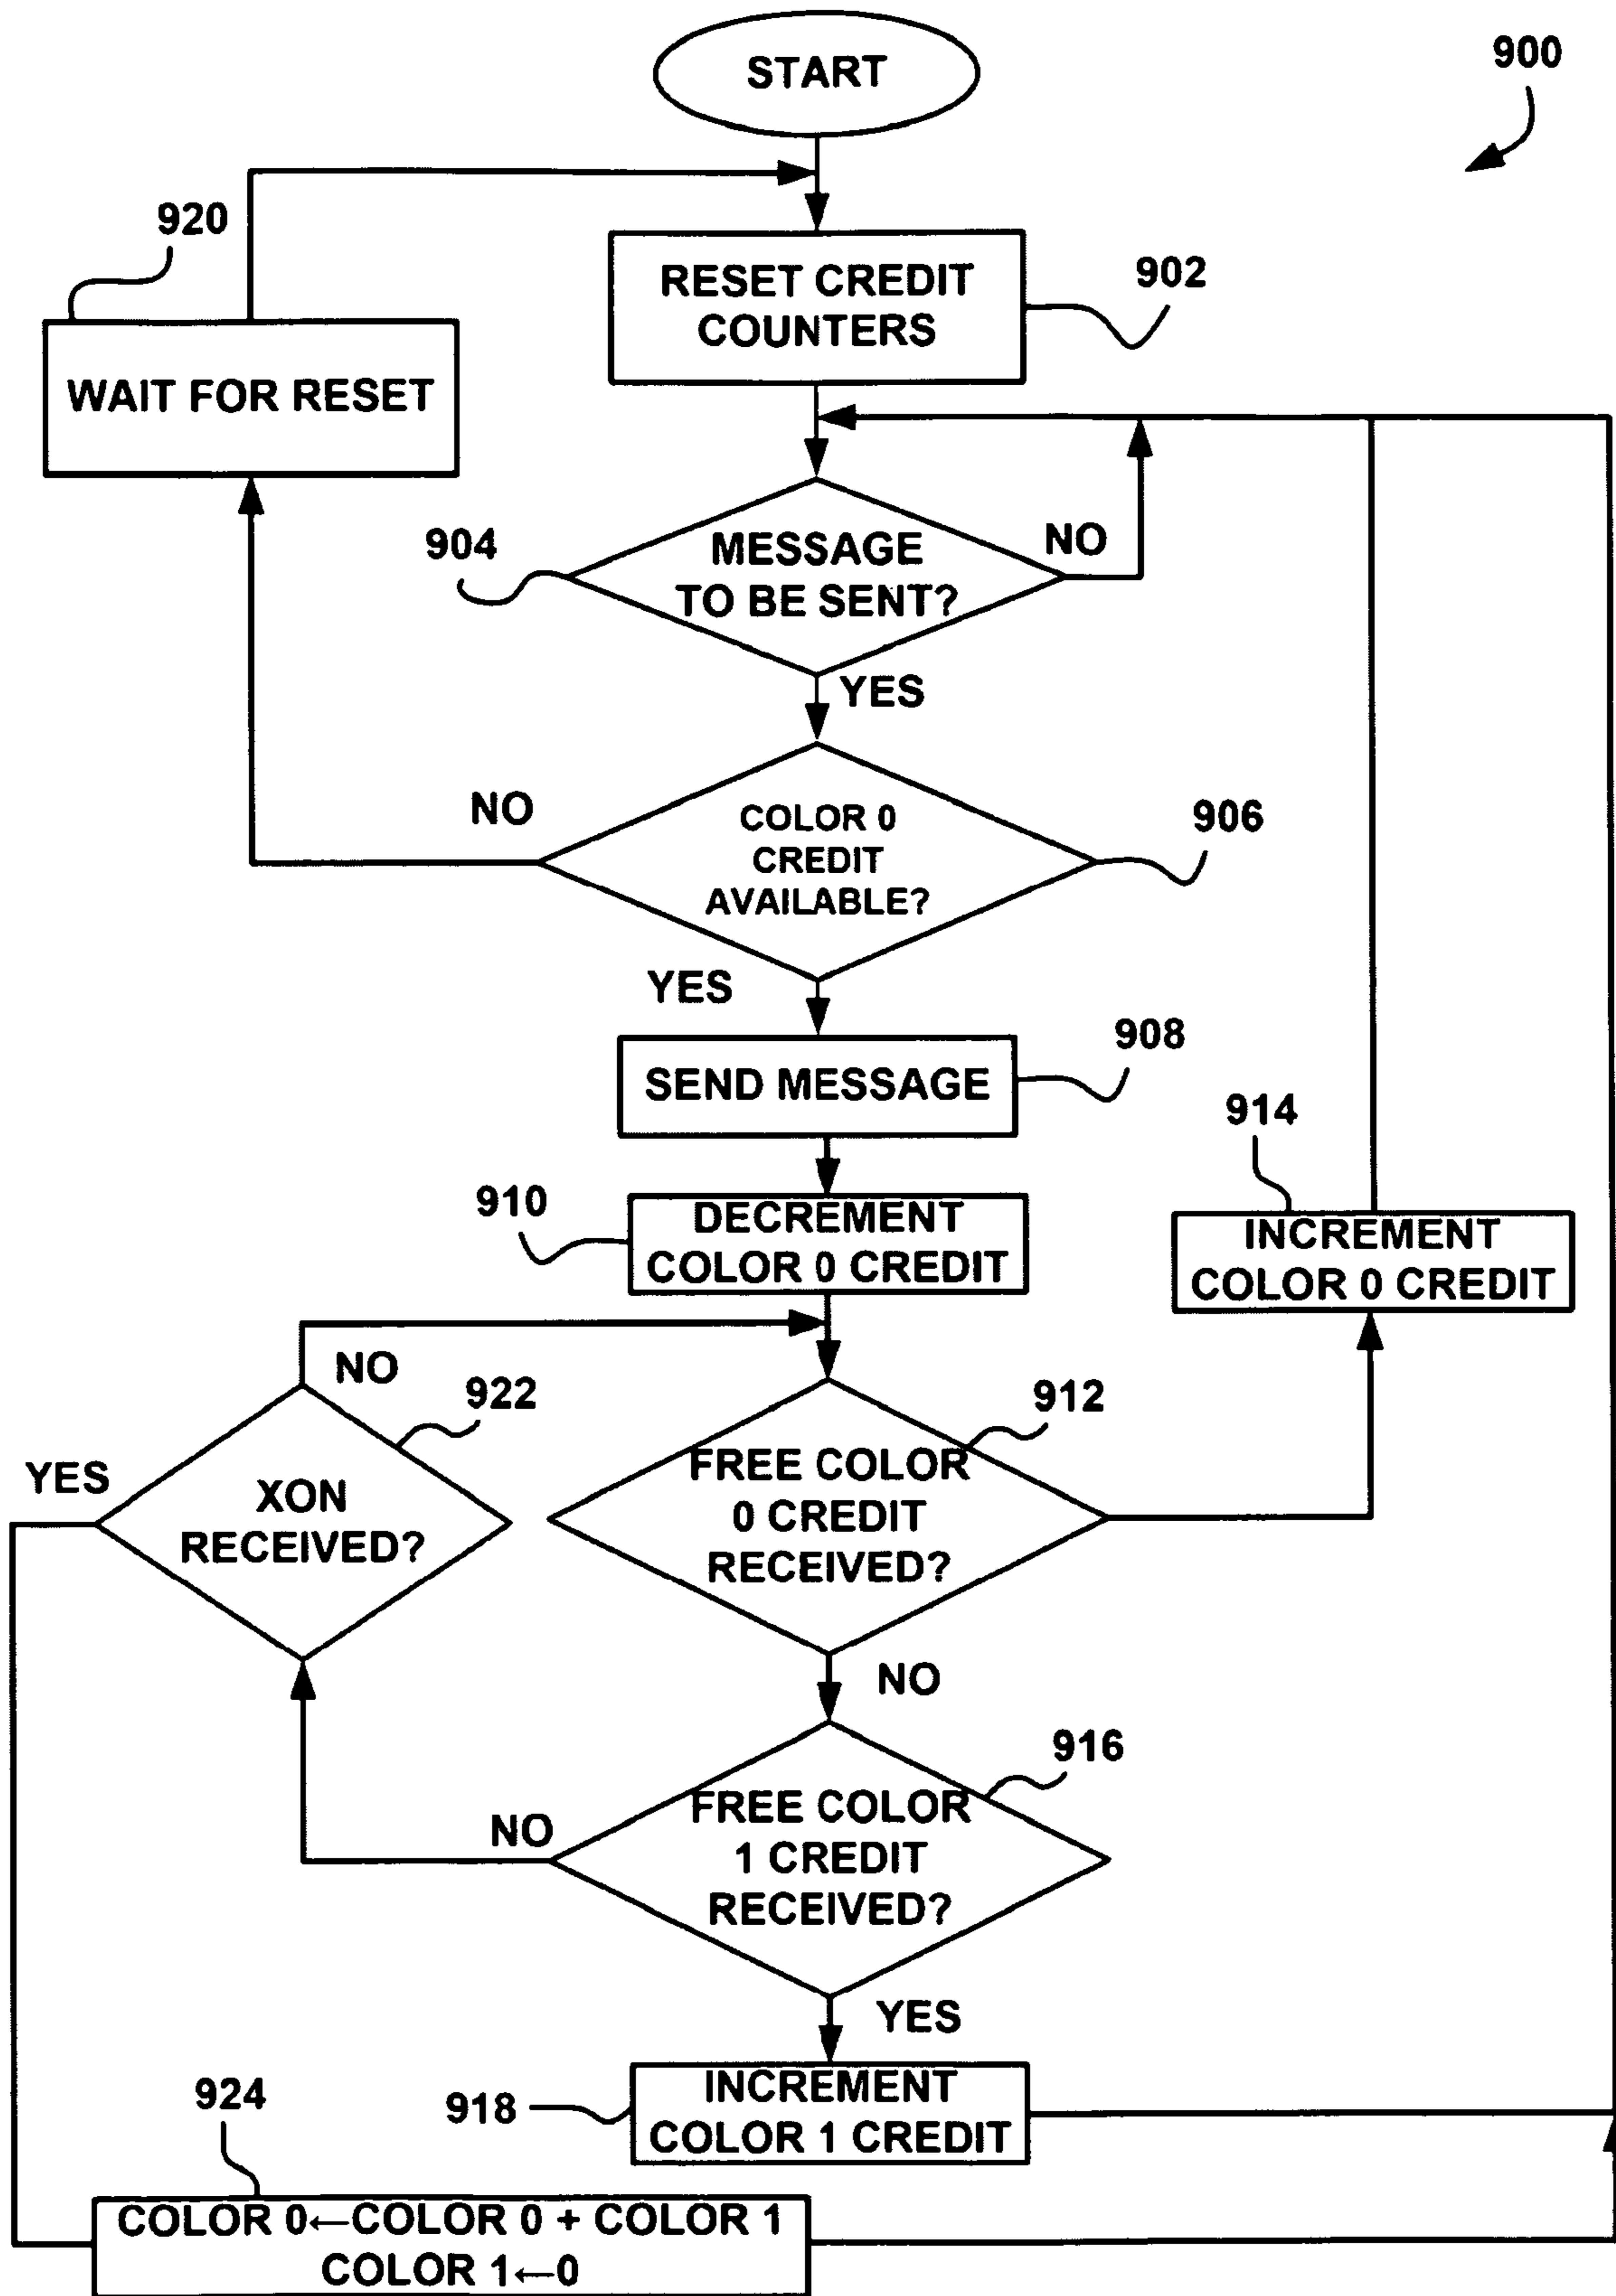 START
900
920
RESET CREDIT
COUNTERS
902
WAIT FOR RESET
904
MESSAGE
TO BE SENT?
NO
YES
NO
COLOR 0
CREDIT
AVAILABLE?
906
YES
SEND MESSAGE
908
910
DECREMENT
COLOR 0 CREDIT
914
INCREMENT
COLOR 0 CREDIT
NO
922
YES
XON
RECEIVED?
912
FREE COLOR
0 CREDIT
RECEIVED?
NO
916
NO
FREE COLOR
1 CREDIT
RECEIVED?
YES
918
INCREMENT
COLOR 1 CREDIT
924
COLOR 0←COLOR 0 + COLOR 1
COLOR 1←0